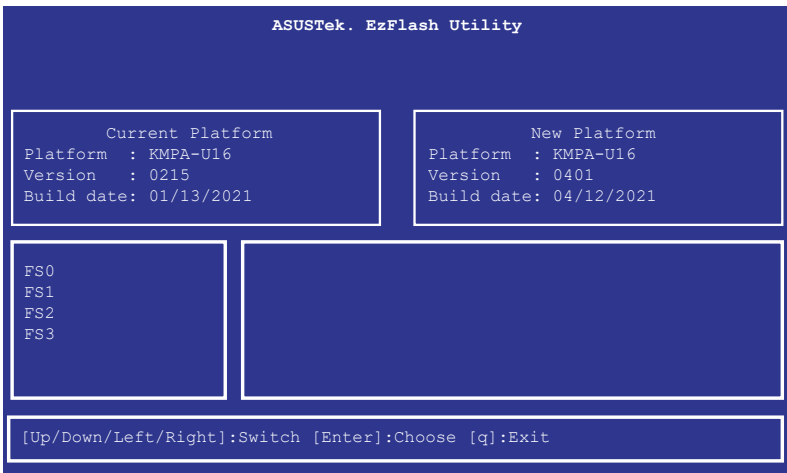 ASUSTek. EzFlash Utility
Current Platform
Platform : KMPA-U16
Version : 0215
Build date: 01/13/2021
New Platform
Platform : KMPA-U16
Version : 0401
Build date: 04/12/2021
FS0
FS1
FS2
FS3
[Up/Down/Left/Right]:Switch [Enter]:Choose [q]:Exit